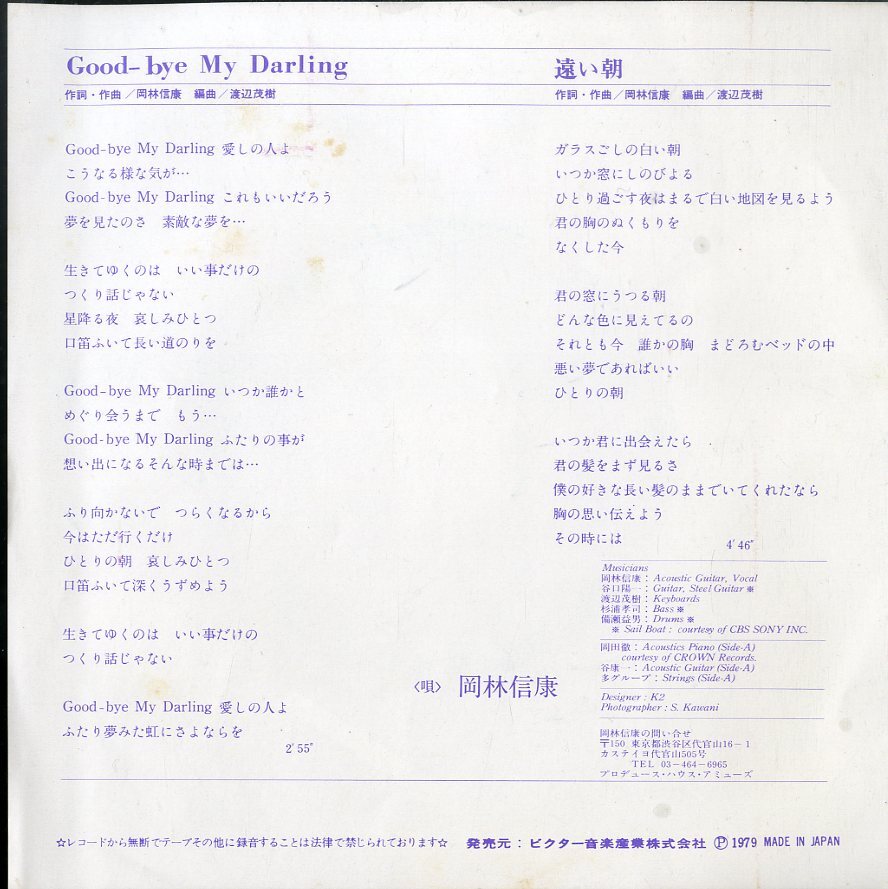 Good-bye My Darling
作詞・作曲／岡林信康　編曲／渡辺茂樹
Good-bye My Darling 愛しの人よ
こうなる様な気が…
Good-bye My Darling これもいいだろう
夢を見たのさ　素敵な夢を…
生きてゆくのは　いい事だけの
つくり話じゃない
星降る夜　哀しみひとつ
口笛ふいて長い道のりを
Good-bye My Darling いつか誰かと
めぐり会うまで　もう…
Good-bye My Darling ふたりの事が
想い出になるそんな時までは…
ふり向かないで　つらくなるから
今はただ行くだけ
ひとりの朝　哀しみひとつ
口笛ふいて深くうずめよう
生きてゆくのは　いい事だけの
つくり話じゃない
Good-bye My Darling 愛しの人よ
ふたり夢みた虹にさよならを
2′55″
遠い朝
作詞・作曲／岡林信康　編曲／渡辺茂樹
ガラスごしの白い朝
いつか窓にしのびよる
ひとり過ごす夜はまるで白い地図を見るよう
君の胸のぬくもりを
なくした今
君の窓にうつる朝
どんな色に見えてるの
それとも今　誰かの胸　まどろむベッドの中
悪い夢であればいい
ひとりの朝
いつか君に出会えたら
君の髪をまず見るさ
僕の好きな長い髪のままでいてくれたなら
胸の思い伝えよう
その時には
4′46″
〈唄〉 岡林信康
Musicians
岡林信康：Acoustic Guitar, Vocal
谷口陽一：Guitar, Steel Guitar ※
渡辺茂樹：Keyboards
杉浦孝司：Bass ※
備瀬益男：Drums ※
※ Sail Boat : courtesy of CBS SONY INC.
岡田徹：Acoustics Piano (Side-A)
courtesy of CROWN Records.
谷康一：Acoustic Guitar (Side-A)
多グループ：Strings (Side-A)
Designer : K2
Photographer : S. Kawani
岡林信康の問い合せ
〒150 東京都渋谷区代官山16−1
カステイヨ代官山505号
TEL 03−464−6965
プロデュース・ハウス・アミューズ
☆レコードから無断でテープその他に録音することは法律で禁じられております☆
発売元：ビクター音楽産業株式会社 Ⓟ1979 MADE IN JAPAN